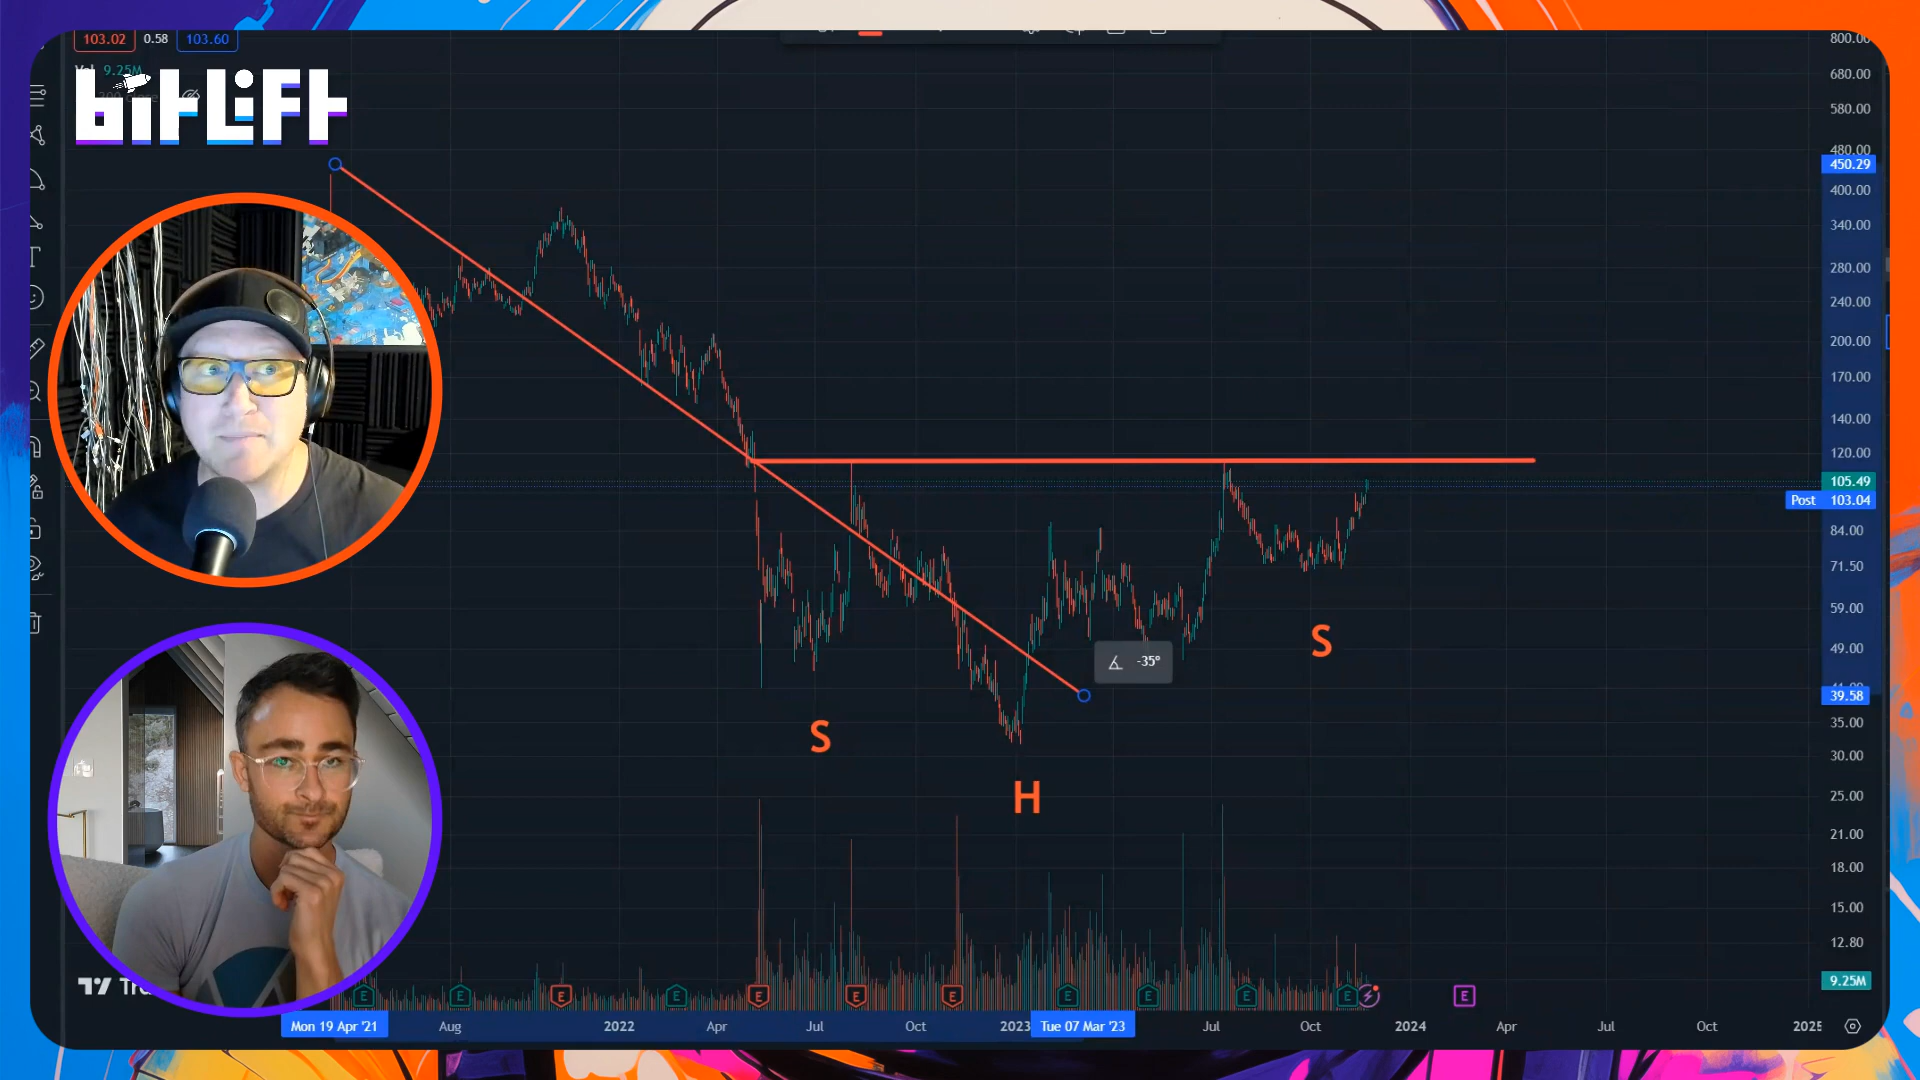 103.02 0.58 103.60
9.25M
bitLift
800.00
680.00
580.00
480.00
450.29
400.00
340.00
280.00
240.00
200.00
170.00
140.00
120.00
105.49
Post 103.04
84.00
71.50
59.00
49.00
39.58
35.00
30.00
25.00
21.00
18.00
15.00
12.80
9.25M
-35°
S
S
H
E E E E E E E E E E E E
Mon 19 Apr '21 Aug 2022 Apr Jul Oct 2023 Tue 07 Mar '23 Jul Oct 2024 Apr Jul Oct 2025